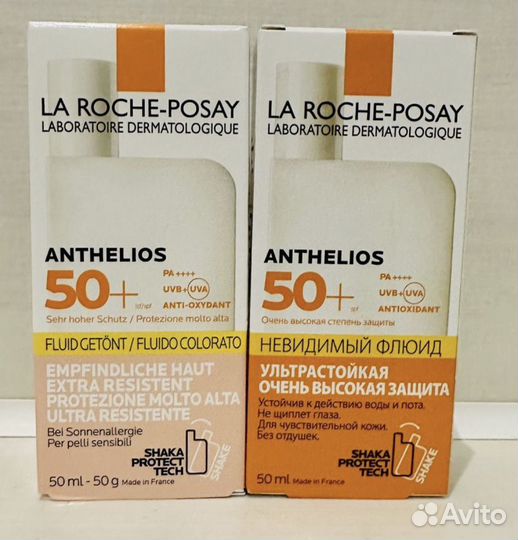 LA ROCHE-POSAY
LABORATOIRE DERMATOLOGIQUE
ANTHELIOS
50+
PA ++++
UVB+UVA
ANTI-OXYDANT
Sehr hoher Schutz / Protezione molto alta
FLUID GETÖNT / FLUIDO COLORATO
EMPFINDLICHE HAUT
EXTRA RESISTENT
PROTEZIONE MOLTO ALTA
ULTRA RESISTENTE
Bei Sonnenallergie
Per pelli sensibili
SHAKA
PROTECT
TECH
SHAKE
50 ml - 50 g Made in France
LA ROCHE-POSAY
LABORATOIRE DERMATOLOGIQUE
ANTHELIOS
50+
PA ++++
UVB+UVA
ANTIOXIDANT
Очень высокая степень защиты
НЕВИДИМЫЙ ФЛЮИД
УЛЬТРАСТОЙКАЯ
ОЧЕНЬ ВЫСОКАЯ ЗАЩИТА
Устойчив к действию воды и пота.
Не щиплет глаза.
Для чувствительной кожи.
Без отдушек.
SHAKA
PROTECT
TECH
SHAKE
50 ml Made in France
Avito